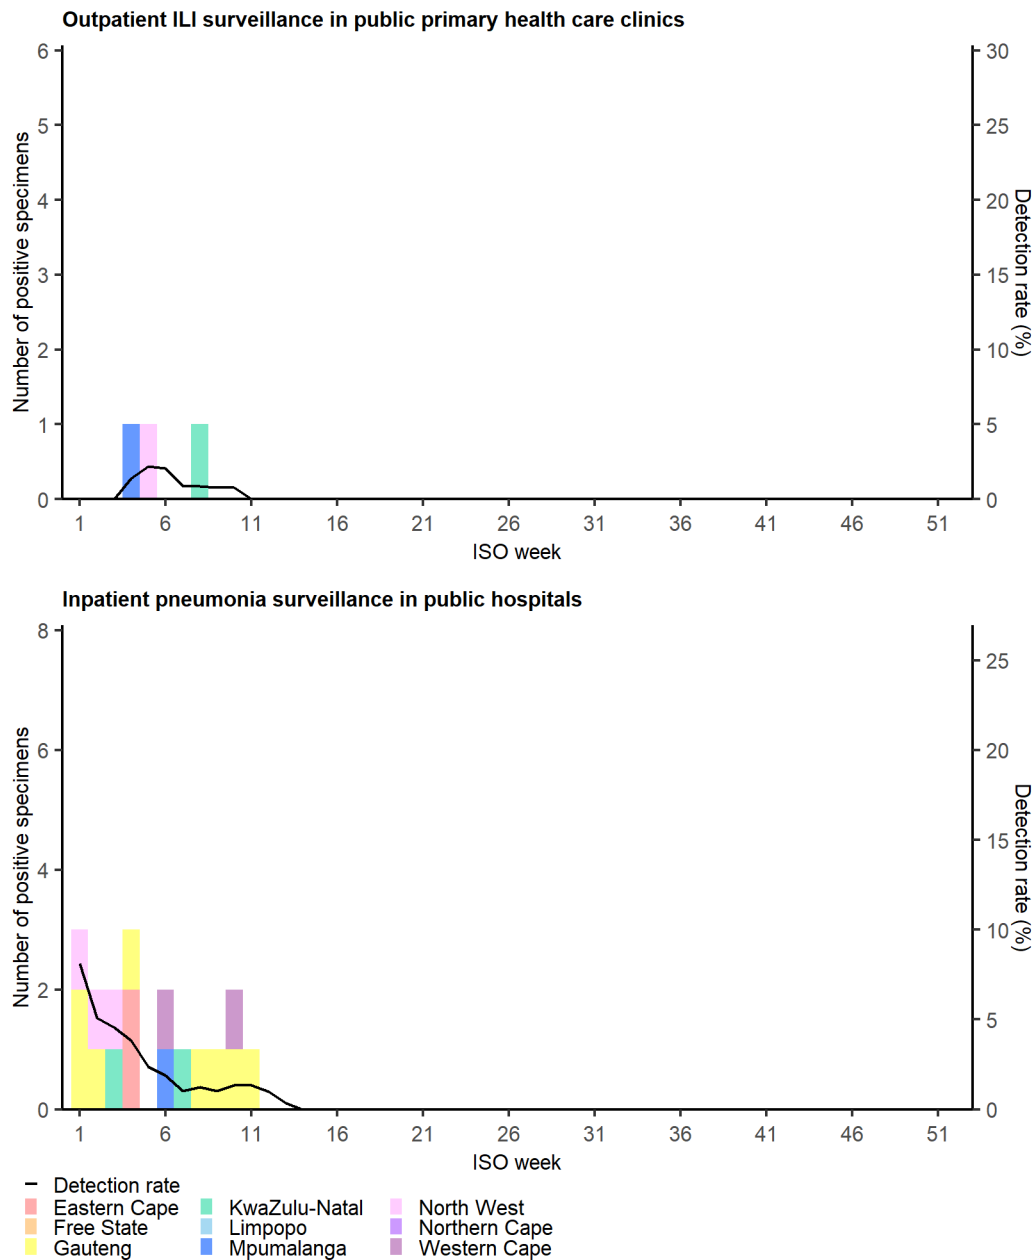 Outpatient ILI surveillance in public primary health care clinics
6
5
4
3
2
1
0
Number of positive specimens
30
25
20
15
10
5
0
Detection rate (%)
1 6 11 16 21 26 31 36 41 46 51
ISO week
Inpatient pneumonia surveillance in public hospitals
8
6
4
2
0
Number of positive specimens
25
20
15
10
5
0
Detection rate (%)
1 6 11 16 21 26 31 36 41 46 51
ISO week
Detection rate
Eastern Cape KwaZulu-Natal North West
Free State Limpopo Northern Cape
Gauteng Mpumalanga Western Cape